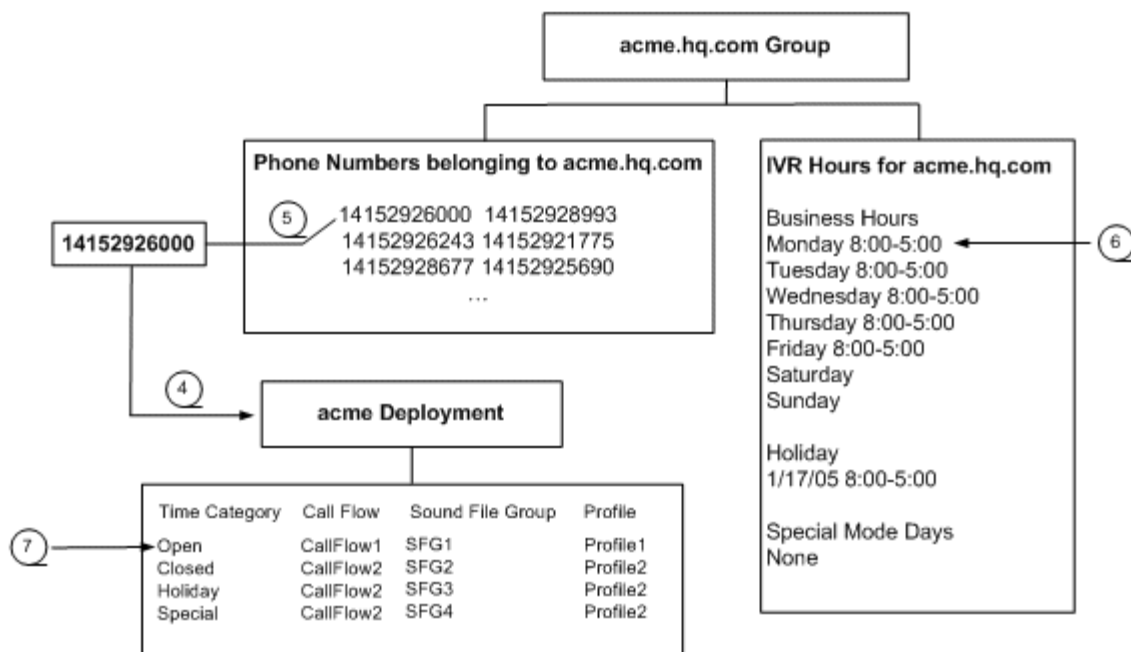 acme.hq.com Group
Phone Numbers belonging to acme.hq.com
14152926000 14152928993
14152926243 14152921775
14152928677 14152925690
...
5
14152926000
4
acme Deployment
Time Category Call Flow Sound File Group Profile
Open CallFlow1 SFG1 Profile1
Closed CallFlow2 SFG2 Profile2
Holiday CallFlow2 SFG3 Profile2
Special CallFlow2 SFG4 Profile2
7
IVR Hours for acme.hq.com
Business Hours
Monday 8:00-5:00
Tuesday 8:00-5:00
Wednesday 8:00-5:00
Thursday 8:00-5:00
Friday 8:00-5:00
Saturday
Sunday
Holiday
1/17/05 8:00-5:00
Special Mode Days
None
6